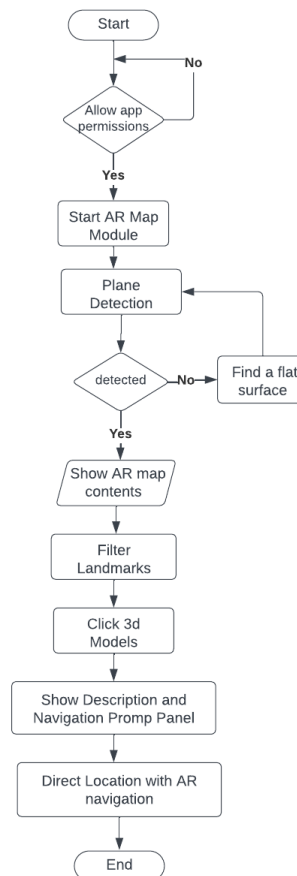 Start
No
Allow app
permissions
Yes
Start AR Map
Module
Plane
Detection
detected
No
Find a flat
surface
Yes
Show AR map
contents
Filter
Landmarks
Click 3d
Models
Show Description and
Navigation Promp Panel
Direct Location with AR
navigation
End